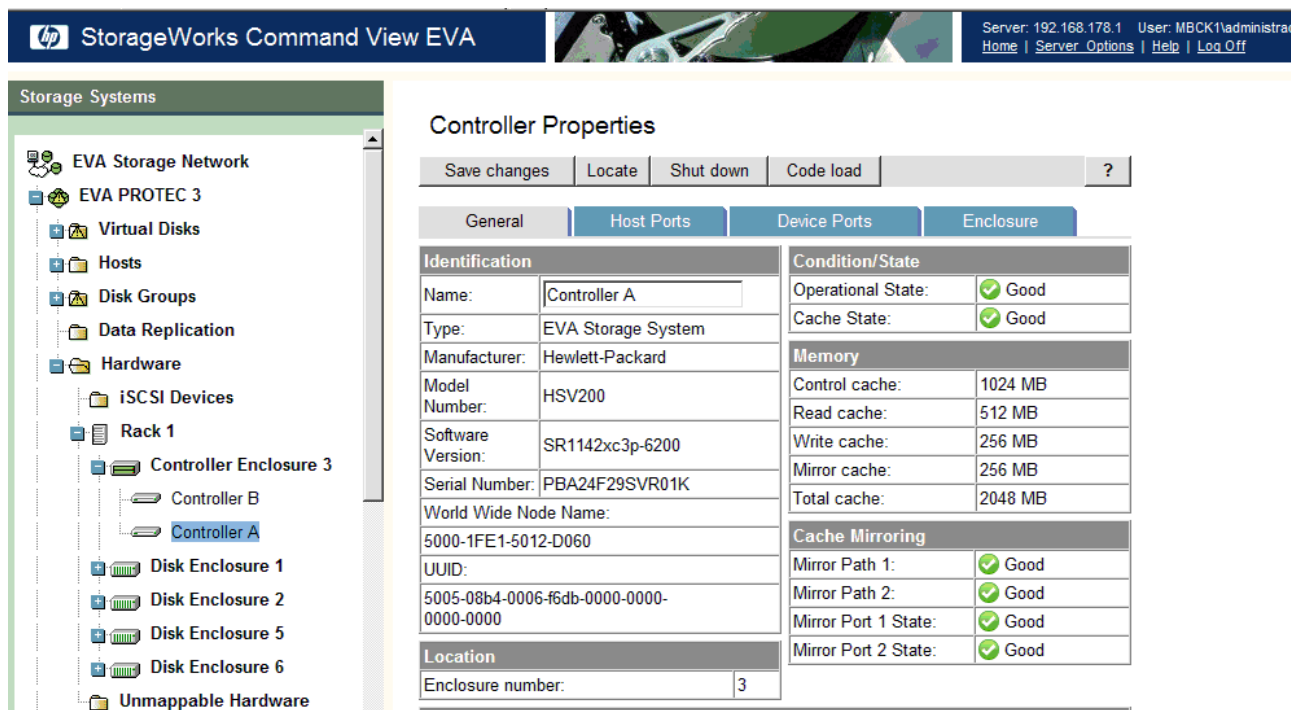 hp StorageWorks Command View EVA
Server: 192.168.178.1 User: MBCK1\administrac
Home | Server Options | Help | Log Off
Storage Systems
EVA Storage Network
EVA PROTEC 3
Virtual Disks
Hosts
Disk Groups
Data Replication
Hardware
iSCSI Devices
Rack 1
Controller Enclosure 3
Controller B
Controller A
Disk Enclosure 1
Disk Enclosure 2
Disk Enclosure 5
Disk Enclosure 6
Unmappable Hardware
Controller Properties
Save changes Locate Shut down Code load ?
General Host Ports Device Ports Enclosure
Identification
Name: Controller A
Type: EVA Storage System
Manufacturer: Hewlett-Packard
Model
Number: HSV200
Software
Version: SR1142xc3p-6200
Serial Number: PBA24F29SVR01K
World Wide Node Name:
5000-1FE1-5012-D060
UUID:
5005-08b4-0006-f6db-0000-0000-
0000-0000
Location
Enclosure number: 3
Condition/State
Operational State: Good
Cache State: Good
Memory
Control cache: 1024 MB
Read cache: 512 MB
Write cache: 256 MB
Mirror cache: 256 MB
Total cache: 2048 MB
Cache Mirroring
Mirror Path 1: Good
Mirror Path 2: Good
Mirror Port 1 State: Good
Mirror Port 2 State: Good